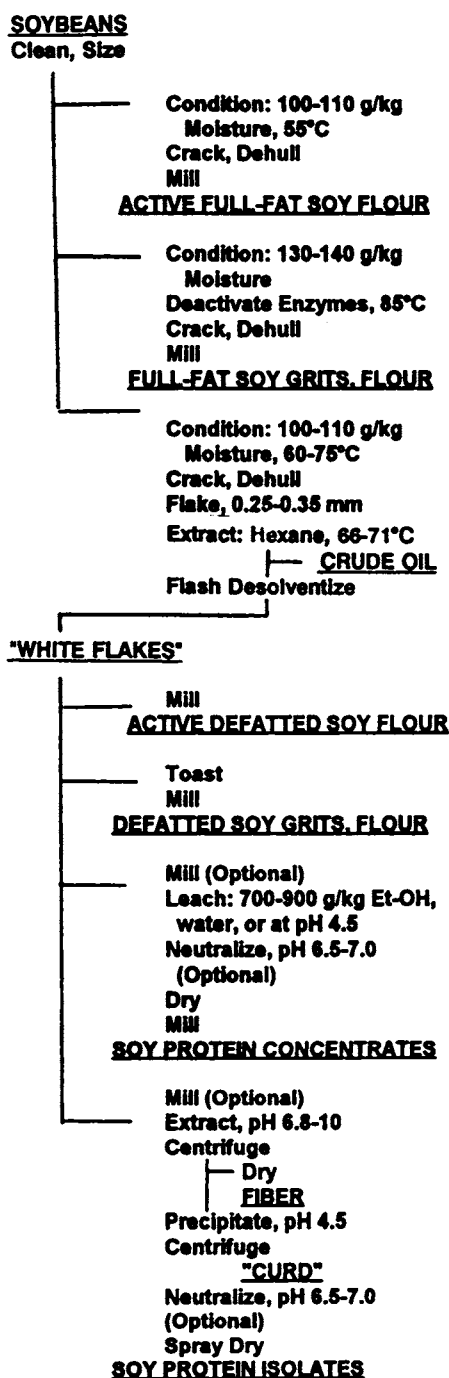 SOYBEANS
Clean, Size
Condition: 100-110 g/kg
Moisture, 55°C
Crack, Dehull
Mill
ACTIVE FULL-FAT SOY FLOUR
Condition: 130-140 g/kg
Moisture
Deactivate Enzymes, 85°C
Crack, Dehull
Mill
FULL-FAT SOY GRITS, FLOUR
Condition: 100-110 g/kg
Moisture, 60-75°C
Crack, Dehull
Flake, 0.25-0.35 mm
Extract: Hexane, 66-71°C
CRUDE OIL
Flash Desolventize
"WHITE FLAKES"
Mill
ACTIVE DEFATTED SOY FLOUR
Toast
Mill
DEFATTED SOY GRITS, FLOUR
Mill (Optional)
Leach: 700-900 g/kg Et-OH,
water, or at pH 4.5
Neutralize, pH 6.5-7.0
(Optional)
Dry
Mill
SOY PROTEIN CONCENTRATES
Mill (Optional)
Extract, pH 6.8-10
Centrifuge
Dry
FIBER
Precipitate, pH 4.5
Centrifuge
"CURD"
Neutralize, pH 6.5-7.0
(Optional)
Spray Dry
SOY PROTEIN ISOLATES